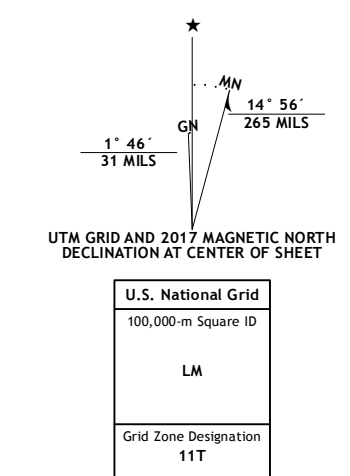 MN
GN
14° 56´
265 MILS
1° 46´
31 MILS
UTM GRID AND 2017 MAGNETIC NORTH
DECLINATION AT CENTER OF SHEET
U.S. National Grid
100,000-m Square ID
LM
Grid Zone Designation
11T